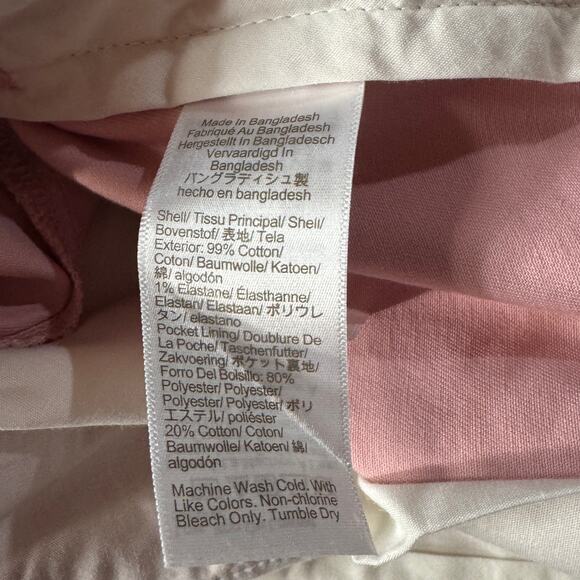 Made In Bangladesh
Fabriqué Au Bangladesh
Hergestellt In Bangladesch
Vervaardigd In
Bangladesh
バングラディシュ製
hecho en bangladesh
Shell/ Tissu Principal/ Shell/
Bovenstof/ 表地/ Tela
Exterior: 99% Cotton/
Coton/ Baumwolle/ Katoen/
綿/ algodón
1% Elastane/ Élasthanne/
Elastan/ Elastaan/ ポリウレ
タン/ elastano
Pocket Lining/ Doublure De
La Poche/ Taschenfutter/
Zakvoering/ ポケット裏地/
Forro Del Bolsillo: 80%
Polyester/ Polyester/
Polyester/ Polyester/ ポリ
エステル/ poliéster
20% Cotton/ Coton/
Baumwolle/ Katoen/ 綿/
algodón
Machine Wash Cold. With
Like Colors. Non-chlorine
Bleach Only. Tumble Dry